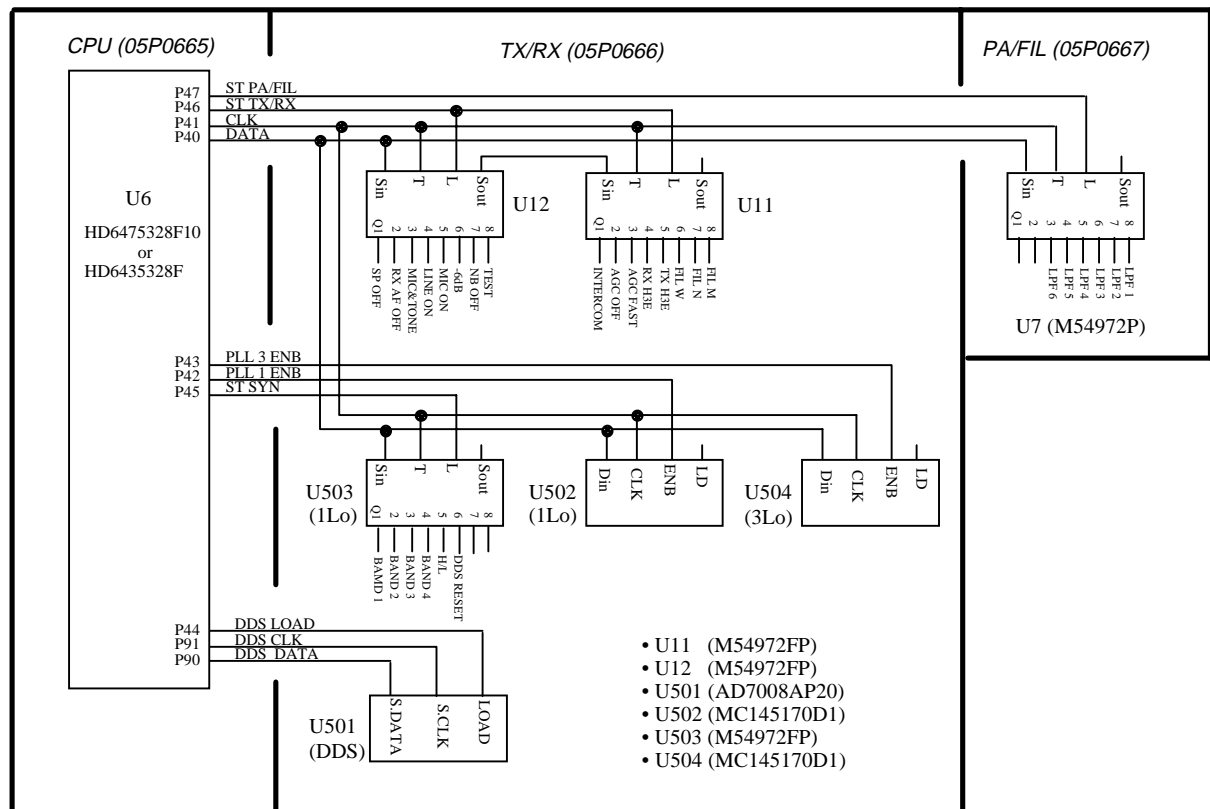 CPU (05P0665)
TX/RX (05P0666)
PA/FIL (05P0667)
P47
ST PA/FIL
P46
ST TX/RX
P41
CLK
P40
DATA
U6
HD6475328F10
or
HD6435328F
Sin
T
L
Sout
U12
Q1
2
3
4
5
6
7
8
SP OFF
RX AF OFF
MIC&TONE
LINE ON
MIC ON
-6dB
NB OFF
TEST
Sin
T
L
Sout
U11
Q1
2
3
4
5
6
7
8
INTERCOM
AGC OFF
AGC FAST
RX H3E
TX H3E
FIL W
FIL N
FIL M
Sin
T
L
Sout
Q1
2
3
4
5
6
7
8
LPF 6
LPF 5
LPF 4
LPF 3
LPF 2
LPF 1
U7 (M54972P)
P43
PLL 3 ENB
P42
PLL 1 ENB
P45
ST SYN
U503
(1Lo)
Sin
T
L
Sout
Q1
2
3
4
5
6
7
8
BAMD 1
BAND 2
BAND 3
BAND 4
H/L
DDS RESET
U502
(1Lo)
Din
CLK
ENB
LD
U504
(3Lo)
Din
CLK
ENB
LD
P44
DDS LOAD
P91
DDS CLK
P90
DDS DATA
U501
(DDS)
S.DATA
S.CLK
LOAD
• U11 (M54972FP)
• U12 (M54972FP)
• U501 (AD7008AP20)
• U502 (MC145170D1)
• U503 (M54972FP)
• U504 (MC145170D1)